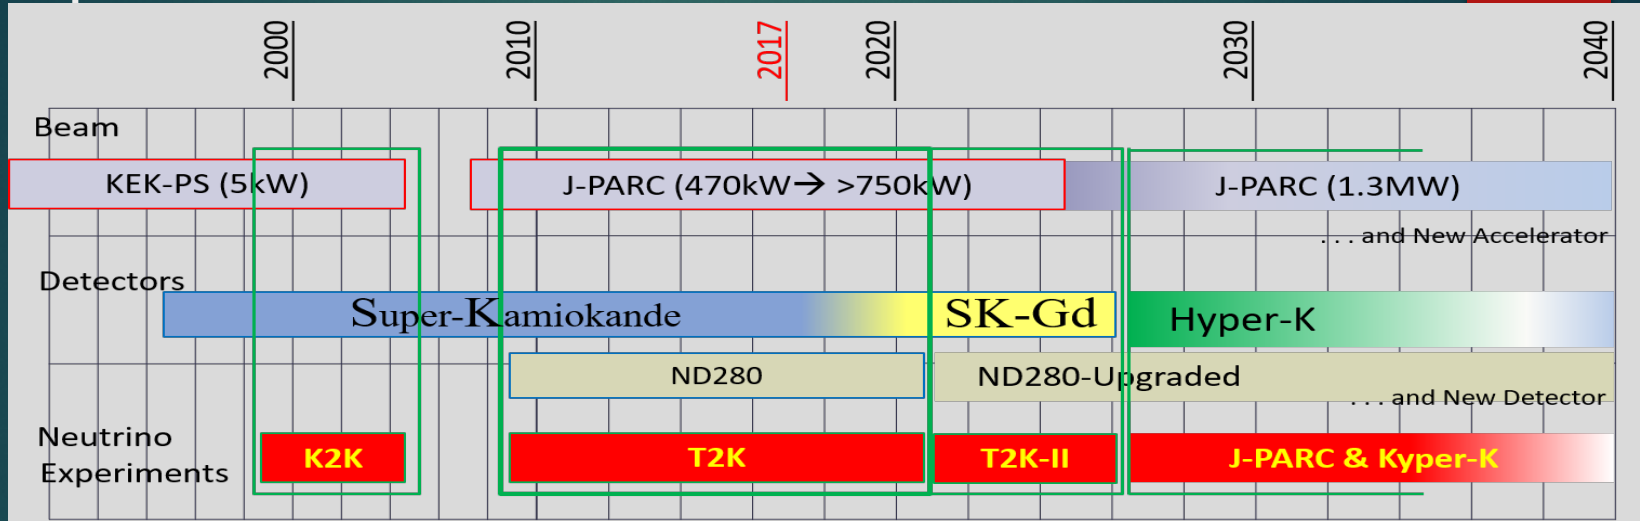 2000
2010
2017
2020
2030
2040
Beam
KEK-PS (5kW)
J-PARC (470kW→ >750kW)
J-PARC (1.3MW)
. . . and New Accelerator
Detectors
Super-Kamiokande
SK-Gd
Hyper-K
ND280
ND280-Upgraded
. . . and New Detector
Neutrino
Experiments
K2K
T2K
T2K-II
J-PARC & Kyper-K